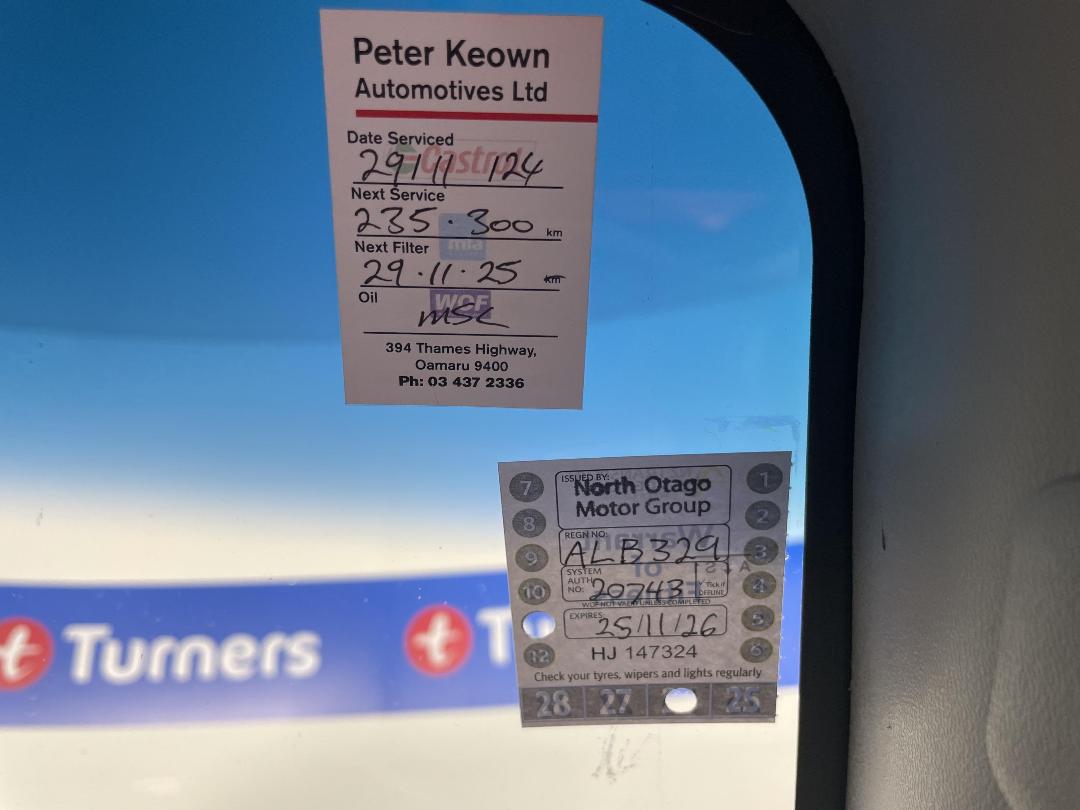 Peter Keown
Automotives Ltd
Date Serviced
29/11/24
Castrol
Next Service
235.300 km
mia
Next Filter
29.11.25 km
Oil
WOF
394 Thames Highway,
Oamaru 9400
Ph: 03 437 2336
ISSUED BY:
North Otago
Motor Group
REGN NO:
ALB329
SYSTEM
AUTH
NO: 20743
Tick if
OFFLINE
WOF NOT VALID UNLESS COMPLETED
EXPIRES: 25/11/26
HJ 147324
Check your tyres, wipers and lights regularly
7 8 9 10 12
1 2 3 4 5 6
28 27 25
Turners
t T